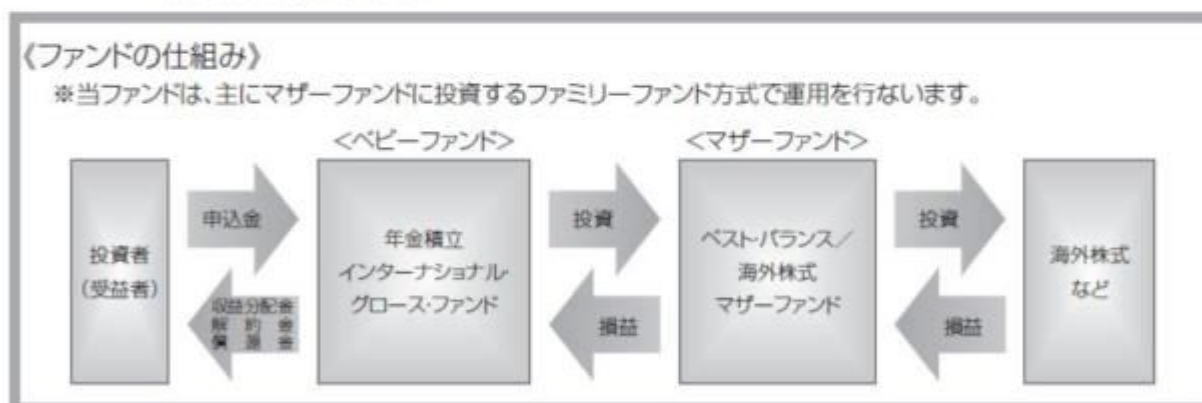 《ファンドの仕組み》
※当ファンドは、主にマザーファンドに投資するファミリーファンド方式で運用を行ないます。
<ベビーファンド>
<マザーファンド>
投資者
(受益者)
申込金
収益分配金
解約金
償還金
年金積立
インターナショナル・
グロース・ファンド
投資
損益
ベスト・バランス/
海外株式
マザーファンド
投資
損益
海外株式
など